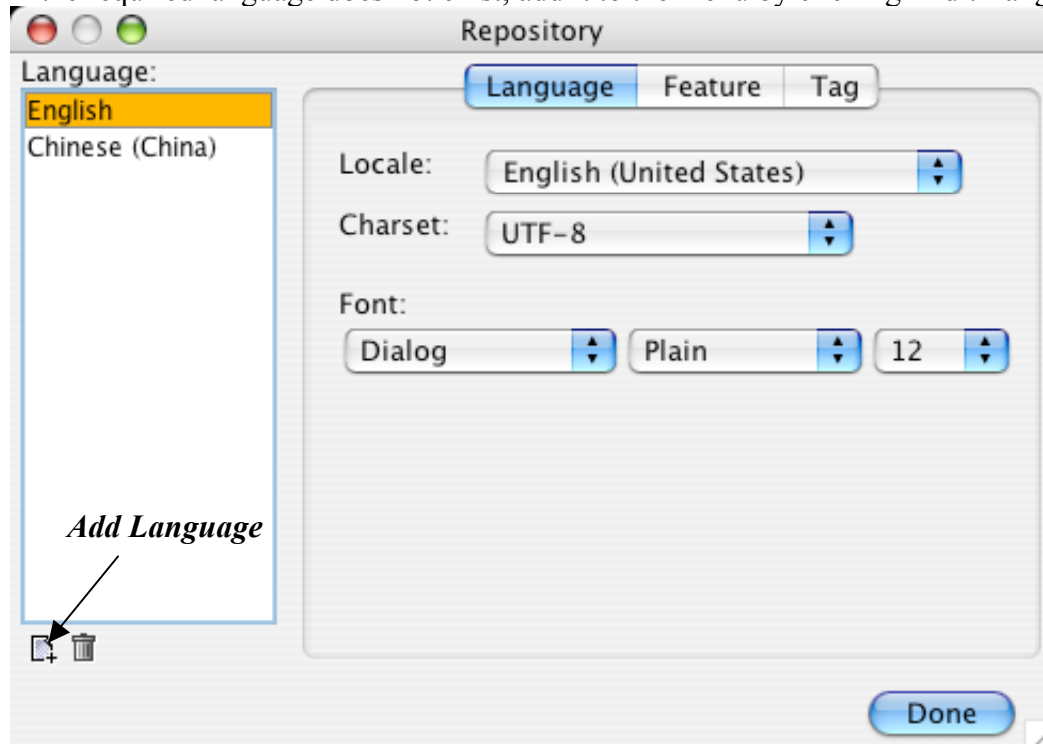 Repository
Language:
English
Chinese (China)
Language Feature Tag
Locale: English (United States)
Charset: UTF-8
Font:
Dialog Plain 12
Add Language
Done